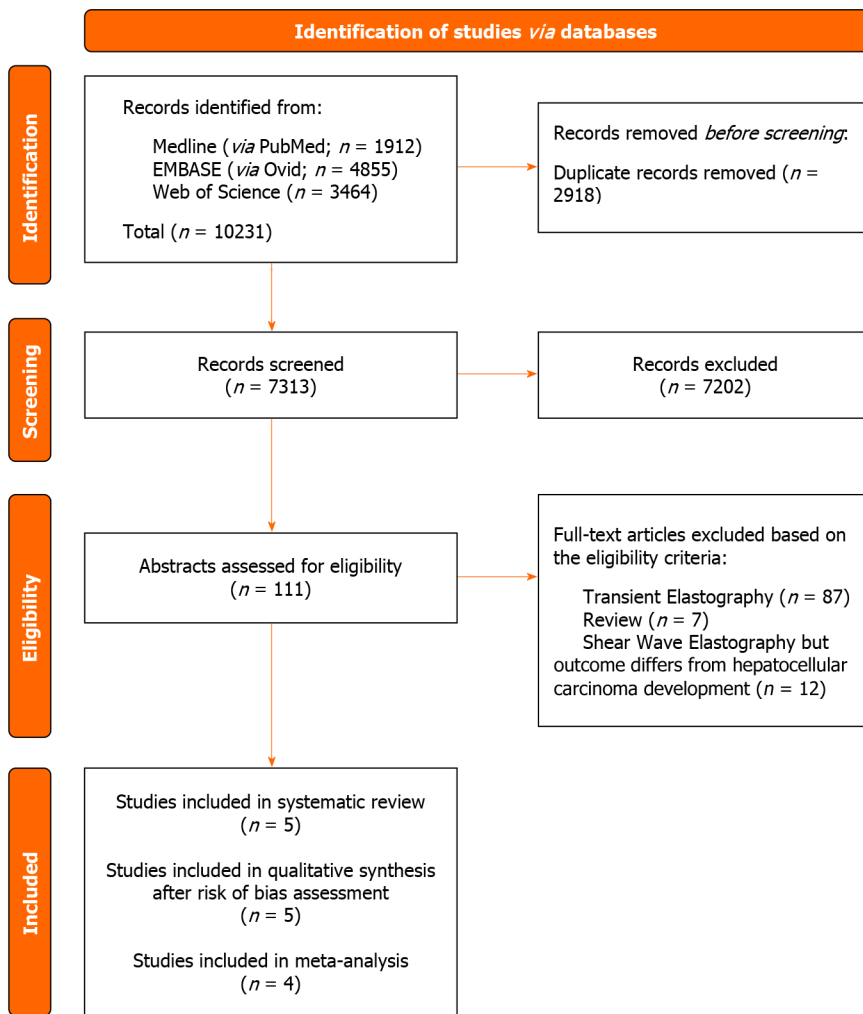 Identification of studies via databases
Identification
Records identified from:
Medline (via PubMed; n = 1912)
EMBASE (via Ovid; n = 4855)
Web of Science (n = 3464)
Total (n = 10231)
Records removed before screening:
Duplicate records removed (n =
2918)
Screening
Records screened
(n = 7313)
Records excluded
(n = 7202)
Eligibility
Abstracts assessed for eligibility
(n = 111)
Full-text articles excluded based on
the eligibility criteria:
Transient Elastography (n = 87)
Review (n = 7)
Shear Wave Elastography but
outcome differs from hepatocellular
carcinoma development (n = 12)
Included
Studies included in systematic review
(n = 5)
Studies included in qualitative synthesis
after risk of bias assessment
(n = 5)
Studies included in meta-analysis
(n = 4)